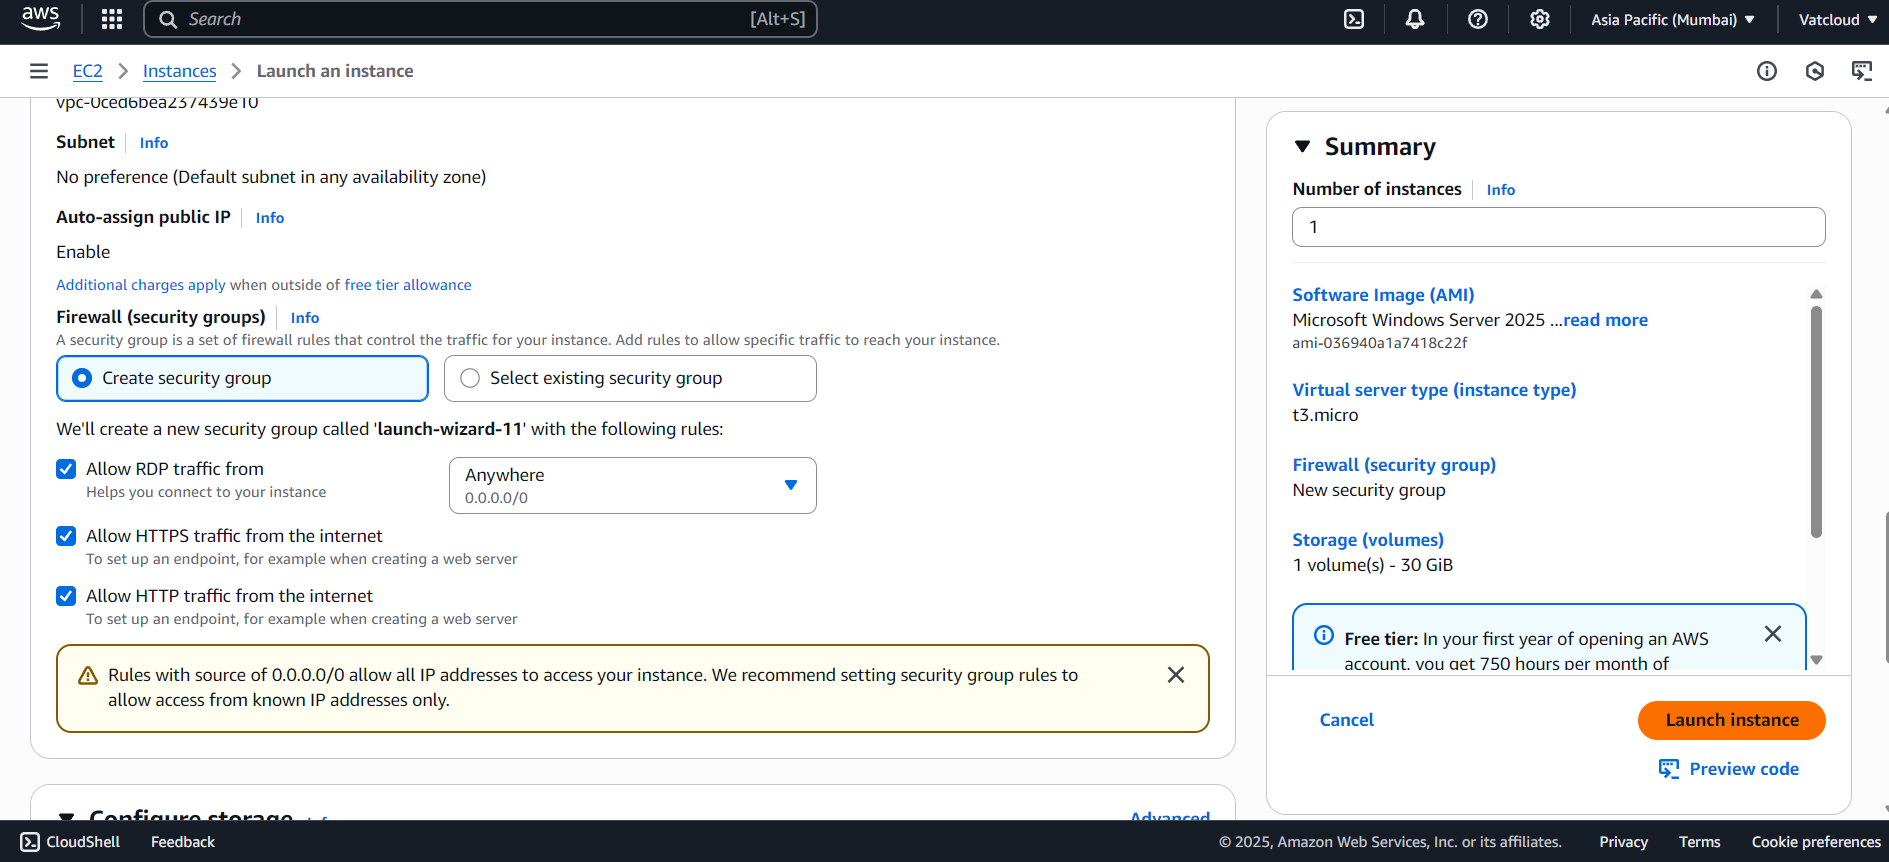 aws
Search
[Alt+S]
Asia Pacific (Mumbai)
Vatcloud
EC2
Instances
Launch an instance
vpc-0ced6bea237439e10
Subnet
Info
No preference (Default subnet in any availability zone)
Auto-assign public IP
Info
Enable
Additional charges apply when outside of free tier allowance
Firewall (security groups)
Info
A security group is a set of firewall rules that control the traffic for your instance. Add rules to allow specific traffic to reach your instance.
Create security group
Select existing security group
We'll create a new security group called 'launch-wizard-11' with the following rules:
Allow RDP traffic from
Helps you connect to your instance
Anywhere
0.0.0.0/0
Allow HTTPS traffic from the internet
To set up an endpoint, for example when creating a web server
Allow HTTP traffic from the internet
To set up an endpoint, for example when creating a web server
Rules with source of 0.0.0.0/0 allow all IP addresses to access your instance. We recommend setting security group rules to
allow access from known IP addresses only.
Configure storage
Info
Advanced
Summary
Number of instances
Info
1
Software Image (AMI)
Microsoft Windows Server 2025 ...read more
ami-036940a1a7418c22f
Virtual server type (instance type)
t3.micro
Firewall (security group)
New security group
Storage (volumes)
1 volume(s) - 30 GiB
Free tier: In your first year of opening an AWS
account, you get 750 hours per month of
Cancel
Launch instance
Preview code
CloudShell
Feedback
© 2025, Amazon Web Services, Inc. or its affiliates.
Privacy
Terms
Cookie preferences